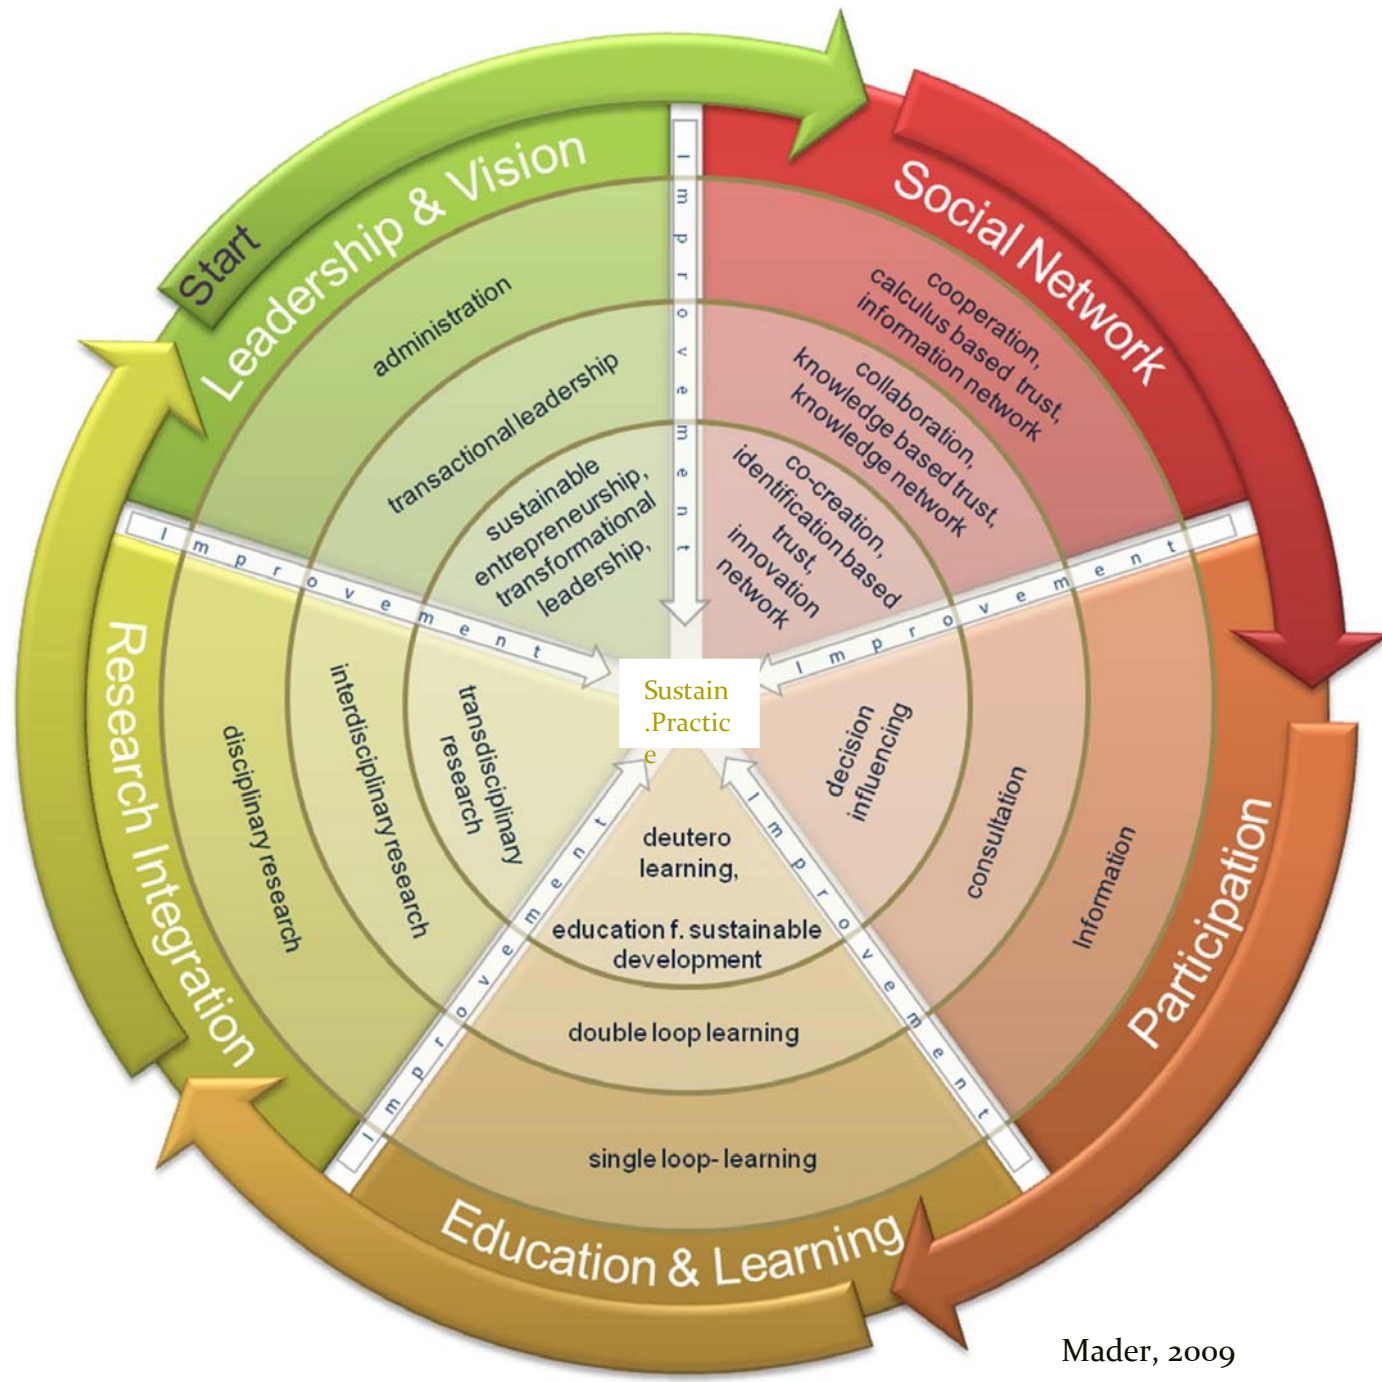 Start
Leadership & Vision
administration
transactional leadership
sustainable
entrepreneurship,
transformational
leadership,
Improvement
Social Network
cooperation,
calculus based trust,
information network
collaboration,
knowledge based trust,
knowledge network
co-creation,
identification based
trust,
innovation
network
Improvement
Participation
Information
consultation
decision
influencing
Improvement
Education & Learning
single loop- learning
double loop learning
deutero
learning,
education f. sustainable
development
Improvement
Research Integration
disciplinary research
interdisciplinary research
transdisciplinary
research
Improvement
Sustain
.Practic
e
Mader, 2009